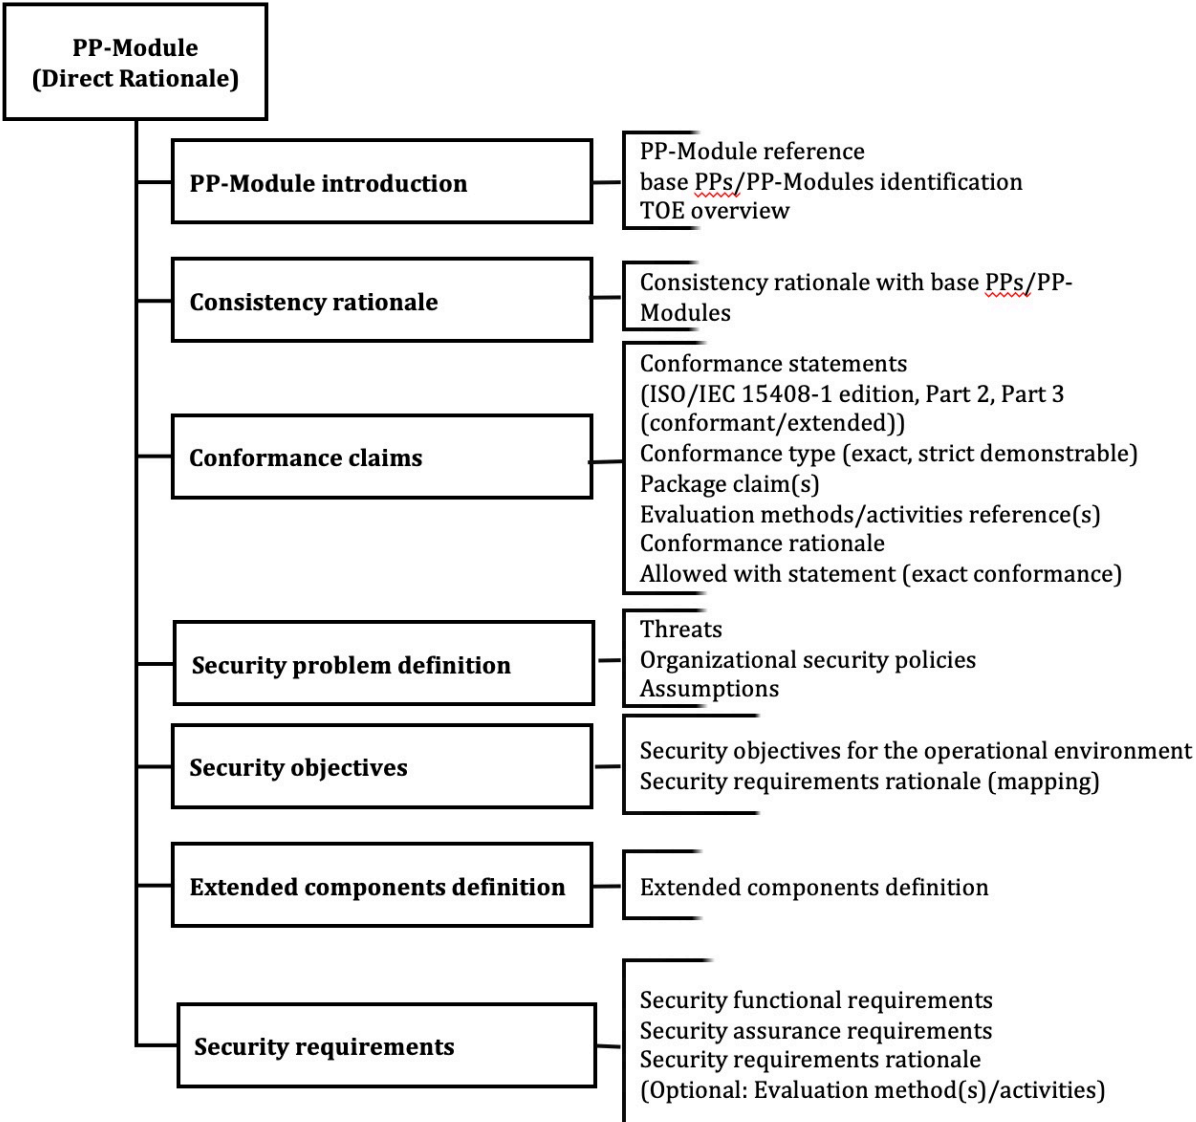 PP-Module
(Direct Rationale)
PP-Module introduction
PP-Module reference
base PPs/PP-Modules identification
TOE overview
Consistency rationale
Consistency rationale with base PPs/PP-
Modules
Conformance claims
Conformance statements
(ISO/IEC 15408-1 edition, Part 2, Part 3
(conformant/extended))
Conformance type (exact, strict demonstrable)
Package claim(s)
Evaluation methods/activities reference(s)
Conformance rationale
Allowed with statement (exact conformance)
Security problem definition
Threats
Organizational security policies
Assumptions
Security objectives
Security objectives for the operational environment
Security requirements rationale (mapping)
Extended components definition
Extended components definition
Security requirements
Security functional requirements
Security assurance requirements
Security requirements rationale
(Optional: Evaluation method(s)/activities)